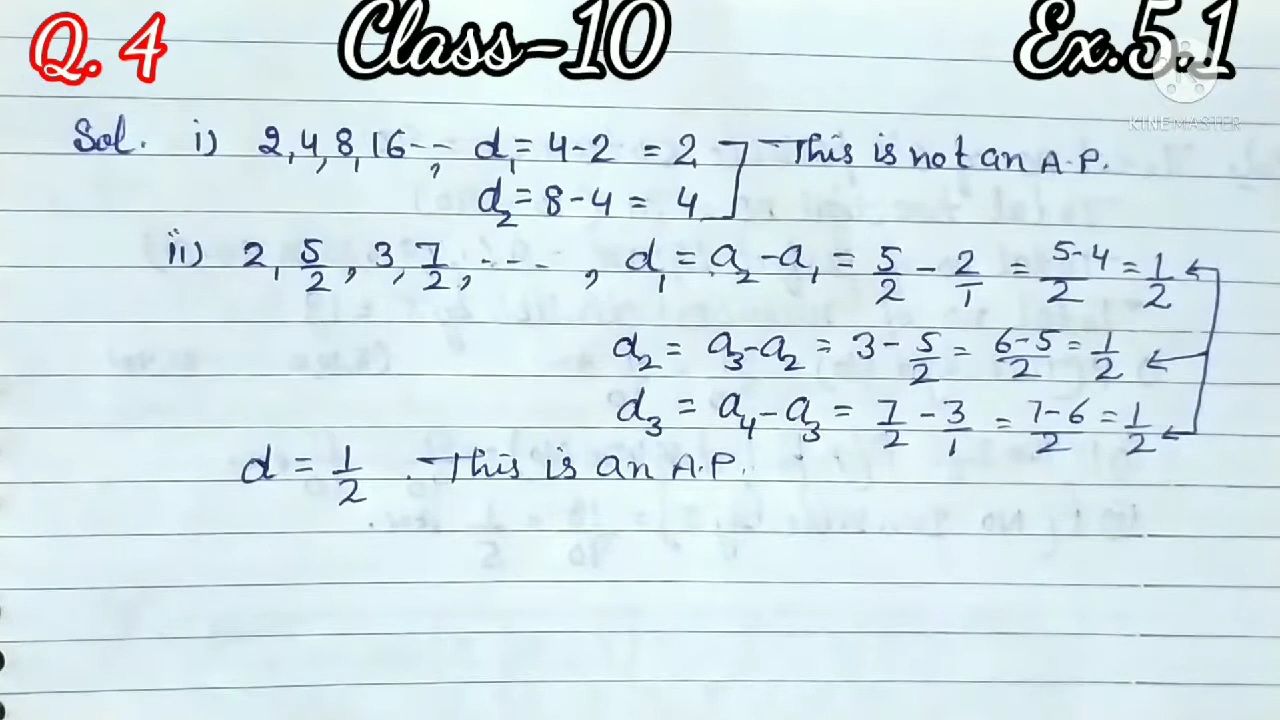 Q. 4 Class-10 Ex.5.1
KINEMASTER
Sol. i) 2,4,8,16--, d₁= 4-2 = 2 This is not an A.P.
d₂= 8-4 = 4
ii) 2, 5/2, 3, 7/2, ----, d₁ = a₂-a₁ = 5/2 - 2/1 = 5-4/2 = 1/2
d₂ = a₃-a₂ = 3 - 5/2 = 6-5/2 = 1/2
d₃ = a₄-a₃ = 7/2 - 3/1 = 7-6/2 = 1/2
d = 1/2 . This is an A.P.